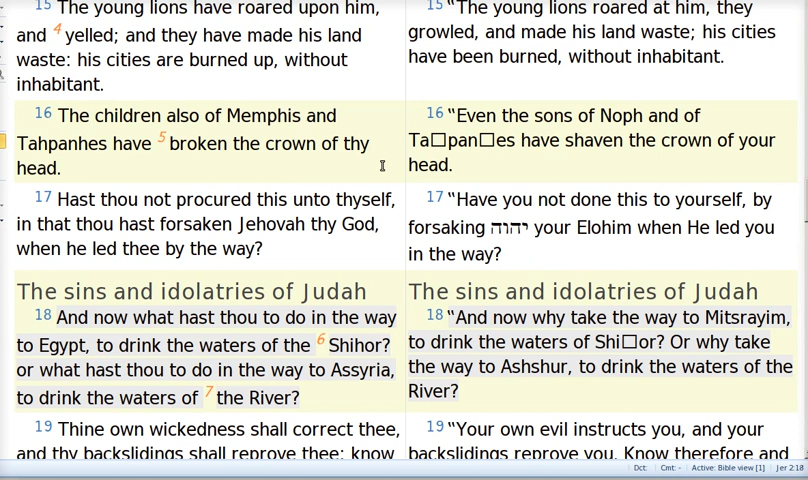 15 The young lions have roared upon him,
and 4 yelled; and they have made his land
waste: his cities are burned up, without
inhabitant.
16 The children also of Memphis and
Tahpanhes have 5 broken the crown of thy
head.
17 Hast thou not procured this unto thyself,
in that thou hast forsaken Jehovah thy God,
when he led thee by the way?
The sins and idolatries of Judah
18 And now what hast thou to do in the way
to Egypt, to drink the waters of the 6 Shihor?
or what hast thou to do in the way to Assyria,
to drink the waters of 7 the River?
19 Thine own wickedness shall correct thee,
and thy backslidings shall reprove thee: know
15 “The young lions roared at him, they
growled, and made his land waste; his cities
have been burned, without inhabitant.
16 “Even the sons of Noph and of
Ta□pan□es have shaven the crown of your
head.
17 “Have you not done this to yourself, by
forsaking יהוה your Elohim when He led you
in the way?
The sins and idolatries of Judah
18 “And now why take the way to Mitsrayim,
to drink the waters of Shi□or? Or why take
the way to Ashshur, to drink the waters of the
River?
19 “Your own evil instructs you, and your
backslidings reprove you. Know therefore and
Dct: Cmt: - Active: Bible view [1] Jer 2:18